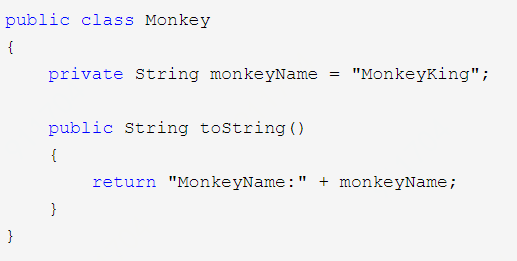 public class Monkey
{
    private String monkeyName = "MonkeyKing";
    public String toString()
    {
        return "MonkeyName:" + monkeyName;
    }
}